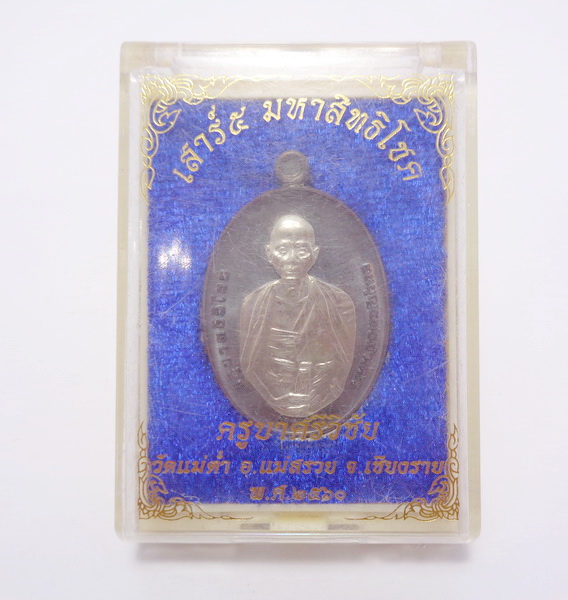 เสาร์๕ มหาสิทธิโชค
ครูบาศรีวิชัย
วัดแม่ต๋ำ อ.แม่สรวย จ.เชียงราย
พ.ศ.๒๕๖๐